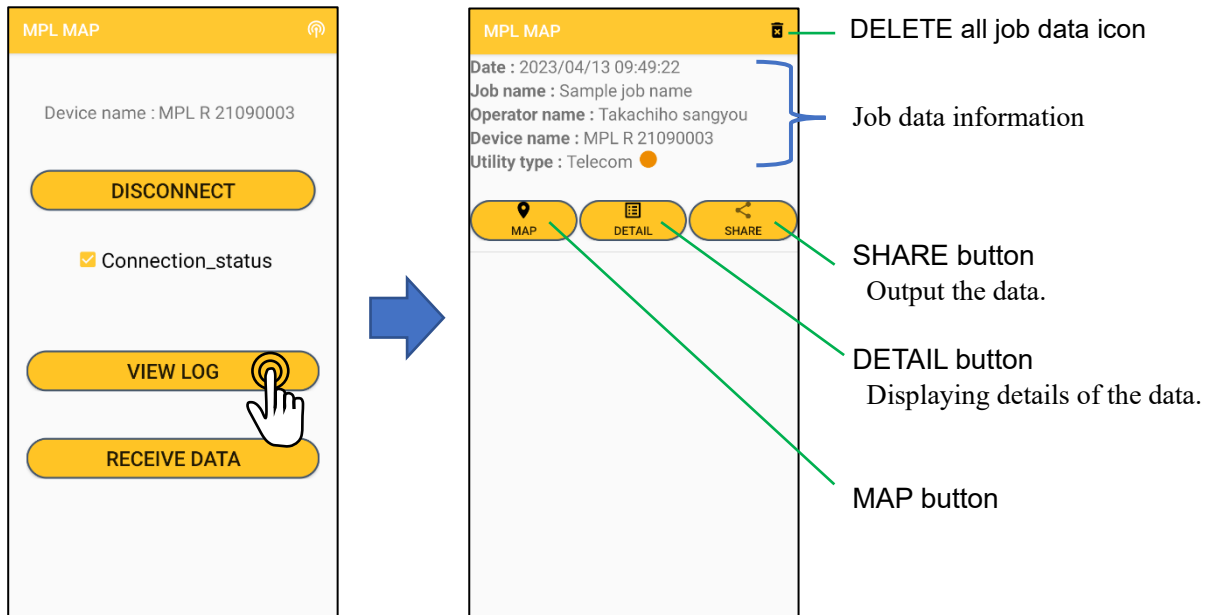 MPL MAP
Device name : MPL R 21090003
DISCONNECT
Connection_status
VIEW LOG
RECEIVE DATA
MPL MAP
Date : 2023/04/13 09:49:22
Job name : Sample job name
Operator name : Takachiho sangyou
Device name : MPL R 21090003
Utility type : Telecom
MAP
DETAIL
SHARE
DELETE all job data icon
Job data information
SHARE button
Output the data.
DETAIL button
Displaying details of the data.
MAP button